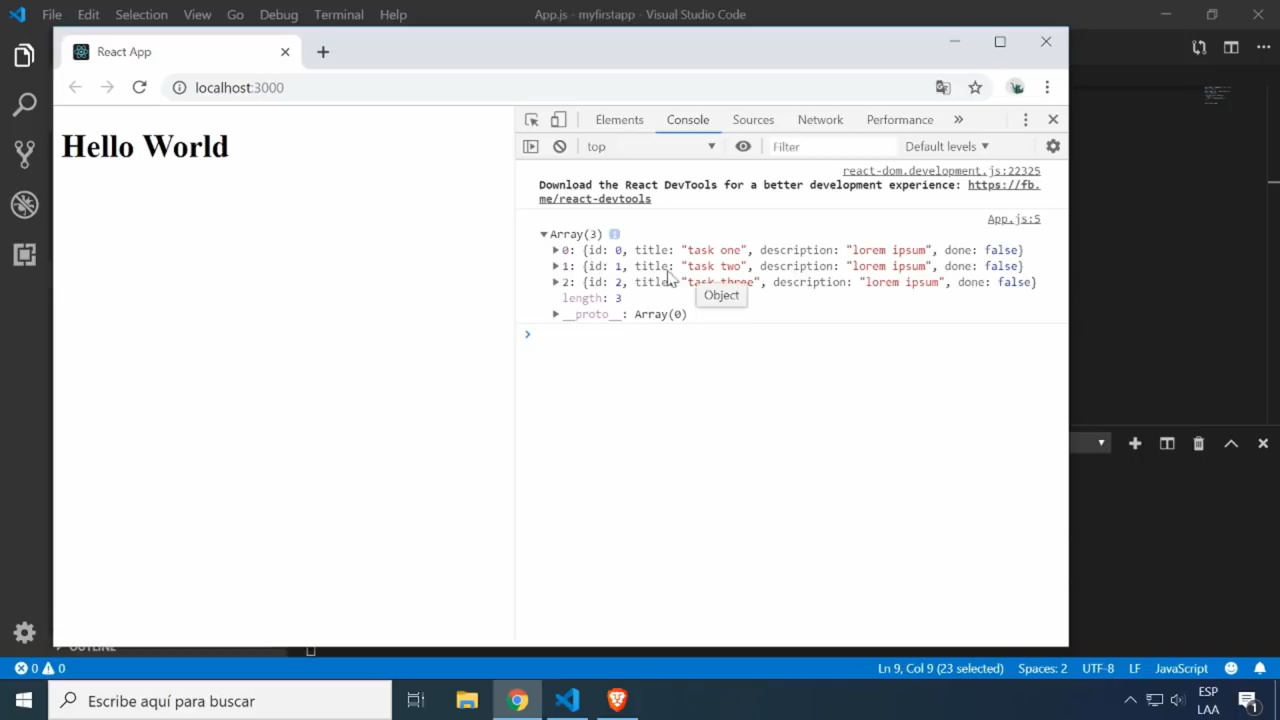 File Edit Selection View Go Debug Terminal Help App.js - myfirstapp - Visual Studio Code
React App
localhost:3000
Elements Console Sources Network Performance »
top Filter Default levels
Hello World
react-dom.development.js:22325
Download the React DevTools for a better development experience: https://fb.
me/react-devtools
App.js:5
Array(3)
0: {id: 0, title: "task one", description: "lorem ipsum", done: false}
1: {id: 1, title: "task two", description: "lorem ipsum", done: false}
2: {id: 2, title: "task three", description: "lorem ipsum", done: false}
Object
length: 3
__proto__: Array(0)
OUTLINE
0 0 Ln 9, Col 9 (23 selected) Spaces: 2 UTF-8 LF JavaScript
Escribe aquí para buscar
ESP
LAA
1